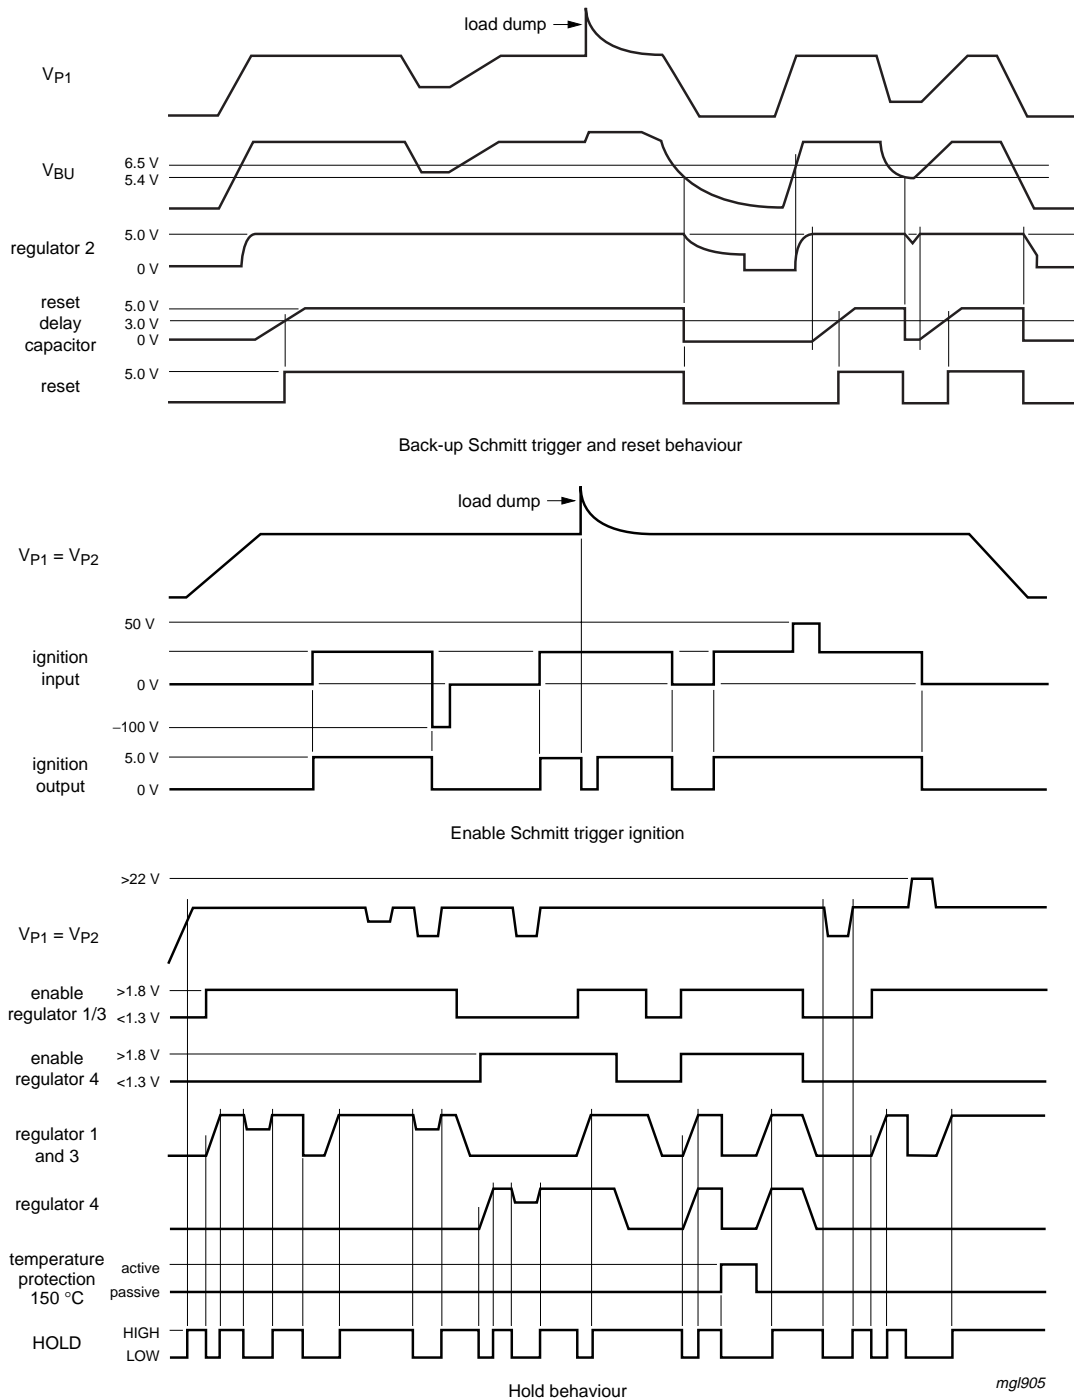 load dump
VP1
6.5 V
VBU
5.4 V
5.0 V
regulator 2
0 V
reset
delay
capacitor
5.0 V
3.0 V
0 V
5.0 V
reset
Back-up Schmitt trigger and reset behaviour
load dump
VP1 = VP2
50 V
ignition
input
0 V
−100 V
ignition
output
5.0 V
0 V
Enable Schmitt trigger ignition
>22 V
VP1 = VP2
enable
regulator 1/3
>1.8 V
<1.3 V
enable
regulator 4
>1.8 V
<1.3 V
regulator 1
and 3
regulator 4
temperature
protection
150 °C
active
passive
HOLD
HIGH
LOW
Hold behaviour
mgl905